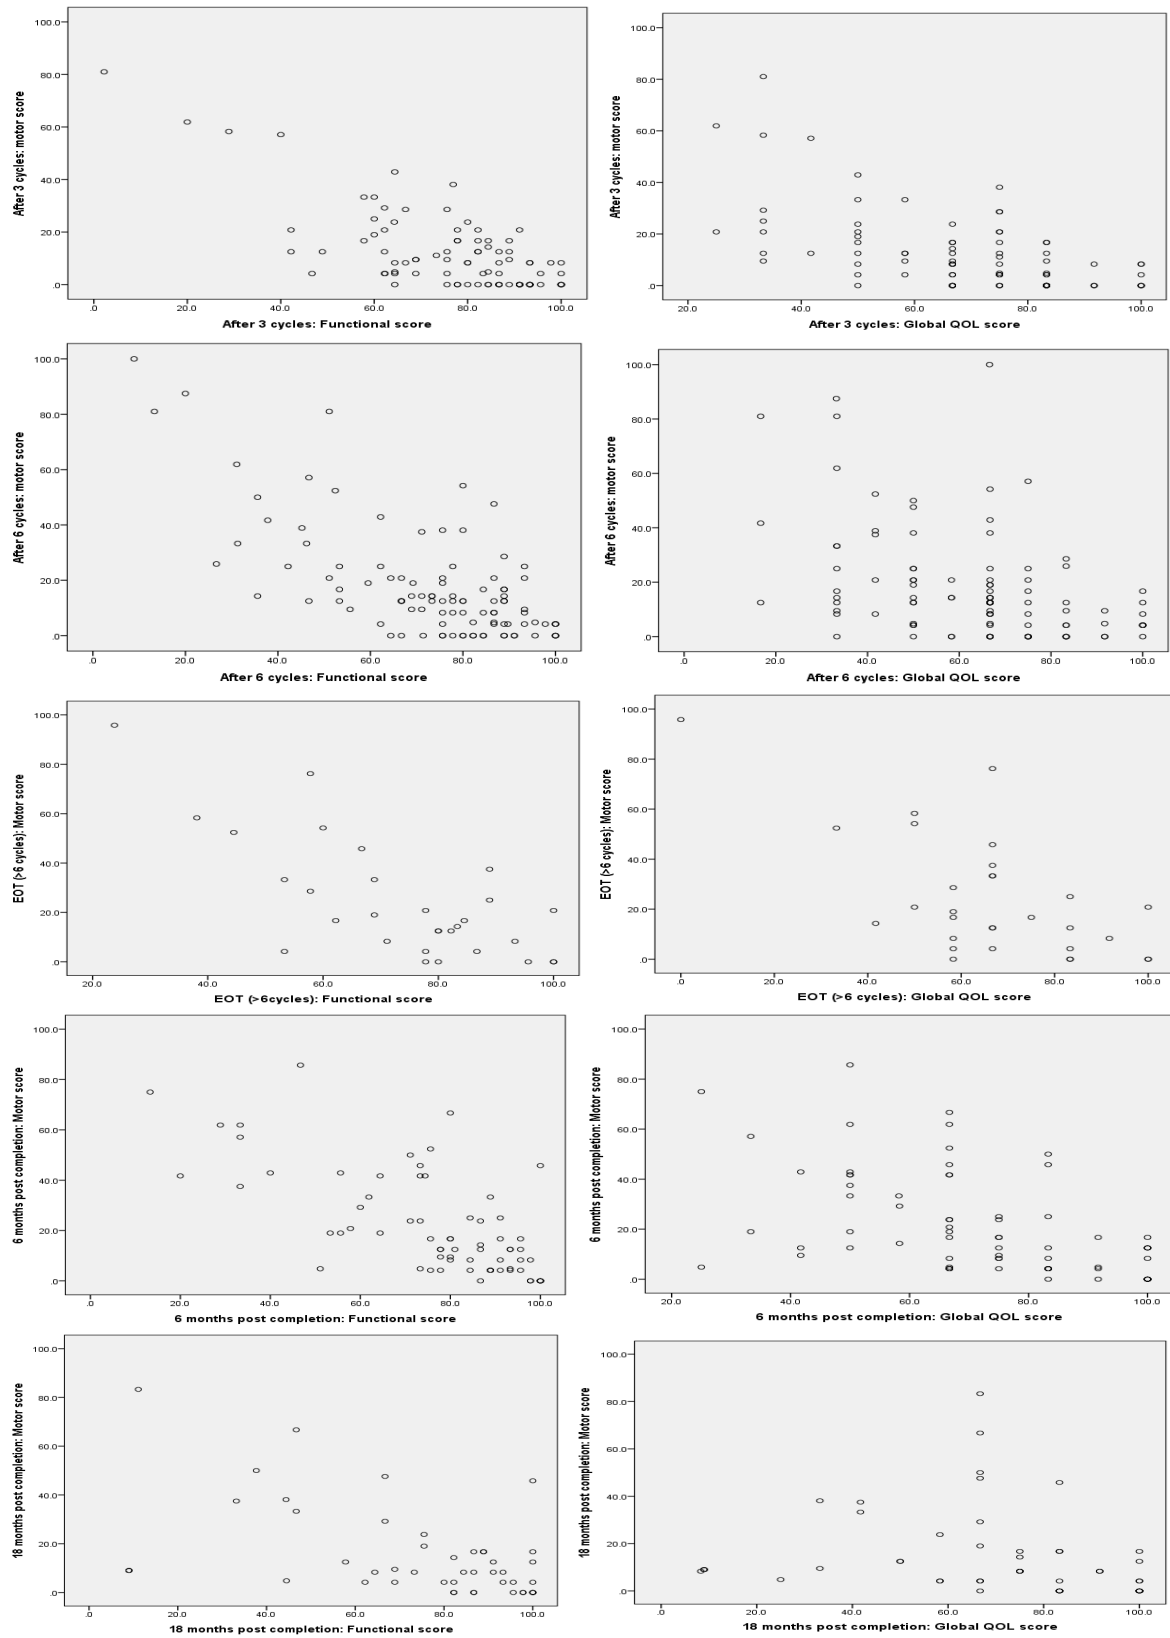 100.0
80.0
60.0
40.0
20.0
.0
After 3 cycles: motor score
.0 20.0 40.0 60.0 80.0 100.0
After 3 cycles: Functional score
100.0
80.0
60.0
40.0
20.0
.0
After 3 cycles: motor score
20.0 40.0 60.0 80.0 100.0
After 3 cycles: Global QOL score
100.0
80.0
60.0
40.0
20.0
.0
After 6 cycles: motor score
.0 20.0 40.0 60.0 80.0 100.0
After 6 cycles: Functional score
100.0
80.0
60.0
40.0
20.0
.0
After 6 cycles: motor score
.0 20.0 40.0 60.0 80.0 100.0
After 6 cycles: Global QOL score
100.0
80.0
60.0
40.0
20.0
.0
EOT (>6 cycles): Motor score
20.0 40.0 60.0 80.0 100.0
EOT (>6cycles): Functional score
100.0
80.0
60.0
40.0
20.0
.0
EOT (>6 cycles): Motor score
.0 20.0 40.0 60.0 80.0 100.0
EOT (>6 cycles): Global QOL score
100.0
80.0
60.0
40.0
20.0
.0
6 months post completion: Motor score
.0 20.0 40.0 60.0 80.0 100.0
6 months post completion: Functional score
100.0
80.0
60.0
40.0
20.0
.0
6 months post completion: Motor score
20.0 40.0 60.0 80.0 100.0
6 months post completion: Global QOL score
100.0
80.0
60.0
40.0
20.0
.0
18 months post completion: Motor score
.0 20.0 40.0 60.0 80.0 100.0
18 months post completion: Functional score
100.0
80.0
60.0
40.0
20.0
.0
18 months post completion: Motor score
.0 20.0 40.0 60.0 80.0 100.0
18 months post completion: Global QOL score